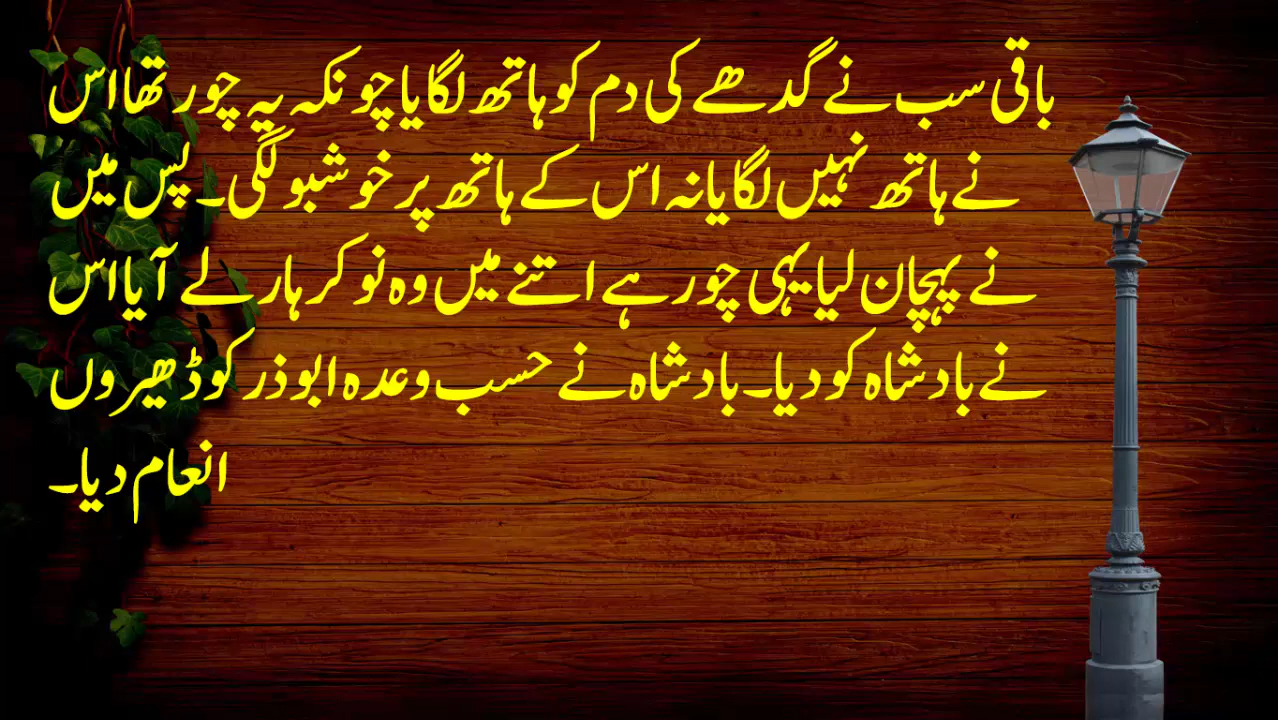 باقی سب نے گدھے کی دم کو ہاتھ لگایا چونکہ یہ چور تھا اس
نے ہاتھ نہیں لگایا نہ اس کے ہاتھ پر خوشبو لگی۔ پس میں
نے پہچان لیا یہی چور ہے اتنے میں وہ نوکر ہار لے آیا اس
نے بادشاہ کو دیا۔ بادشاہ نے حسب وعدہ ابوذر کو ڈھیروں
انعام دیا۔